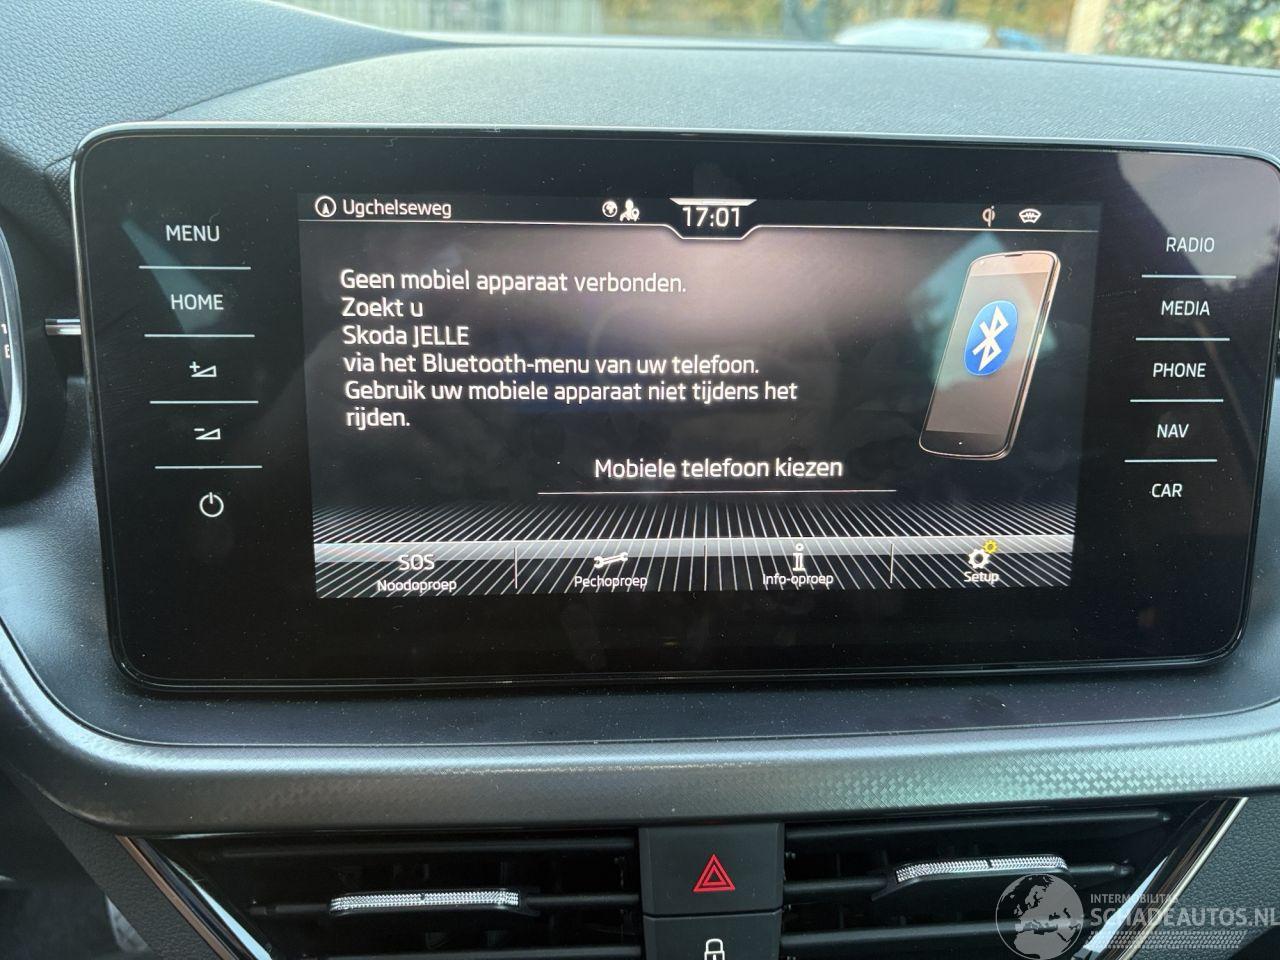 Ugchelseweg
17:01
qi
MENU
HOME
+
-
Geen mobiel apparaat verbonden.
Zoekt u
Skoda JELLE
via het Bluetooth-menu van uw telefoon.
Gebruik uw mobiele apparaat niet tijdens het
rijden.
Mobiele telefoon kiezen
SOS
Noodoproep
Pechoproep
i
Info-oproep
Setup
RADIO
MEDIA
PHONE
NAV
CAR
INTERMOBILITAS
SCHADEAUTOS.NL